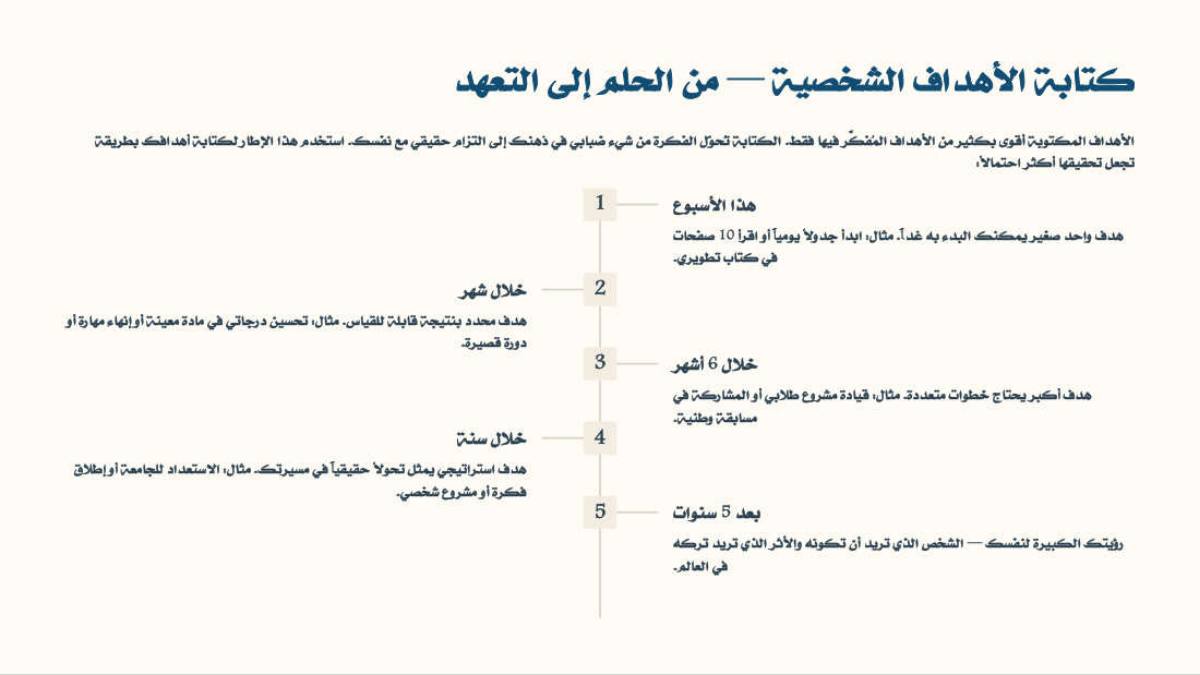 كتابة الأهداف الشخصية — من الحلم إلى التعهد
الأهداف المكتوبة أقوى بكثير من الأهداف المُفكّر فيها فقط. الكتابة تحوّل الفكرة من شيء ضبابي في ذهنك إلى التزام حقيقي مع نفسك. استخدم هذا الإطار لكتابة أهدافك بطريقة
تجعل تحقيقها أكثر احتمالاً:
1
هذا الأسبوع
هدف واحد صغير يمكنك البدء به غداً. مثال: ابدأ جدولاً يومياً أو اقرأ 10 صفحات
في كتاب تطويري.
2
خلال شهر
هدف محدد بنتيجة قابلة للقياس. مثال: تحسين درجاتي في مادة معينة أو إنهاء مهارة أو
دورة قصيرة.
3
خلال 6 أشهر
هدف أكبر يحتاج خطوات متعددة. مثال: قيادة مشروع طلابي أو المشاركة في
مسابقة وطنية.
4
خلال سنة
هدف استراتيجي يمثل تحولاً حقيقياً في مسيرتك. مثال: الاستعداد للجامعة أو إطلاق
فكرة أو مشروع شخصي.
5
بعد 5 سنوات
رؤيتك الكبيرة لنفسك — الشخص الذي تريد أن تكونه والأثر الذي تريد تركه
في العالم.